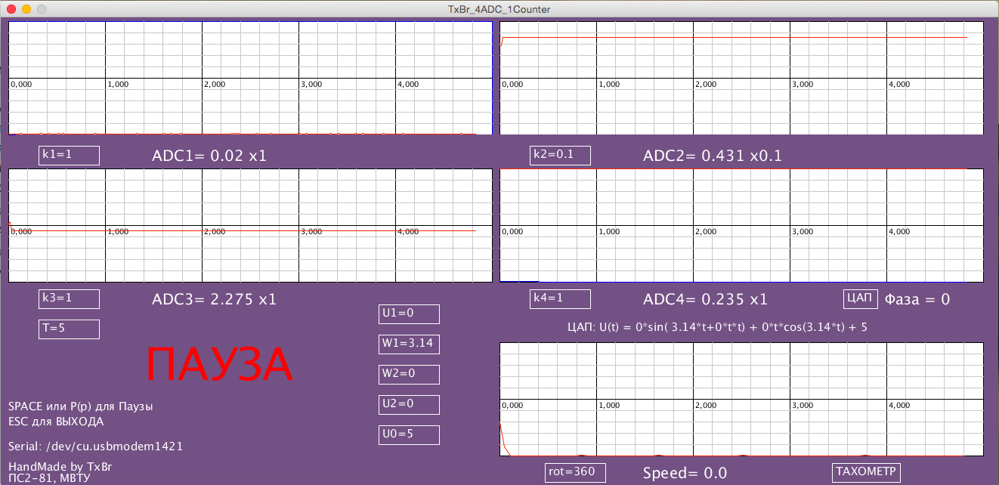 TxBr_4ADC_1Counter
0,000 1,000 2,000 3,000 4,000
0,000 1,000 2,000 3,000 4,000
k1=1 ADC1= 0.02 x1
k2=0.1 ADC2= 0.431 x0.1
0,000 1,000 2,000 3,000 4,000
0,000 1,000 2,000 3,000 4,000
k3=1 ADC3= 2.275 x1
k4=1 ADC4= 0.235 x1 ЦАП Фаза = 0
T=5
U1=0
ЦАП: U(t) = 0*sin( 3.14*t+0*t*t) + 0*t*cos(3.14*t) + 5
W1=3.14
ПАУЗА
W2=0
U2=0
U0=5
0,000 1,000 2,000 3,000 4,000
SPACE или P(p) для Паузы
ESC для ВЫХОДА
Serial: /dev/cu.usbmodem1421
HandMade by TxBr
ПС2-81, МВТУ
rot=360 Speed= 0.0 ТАХОМЕТР